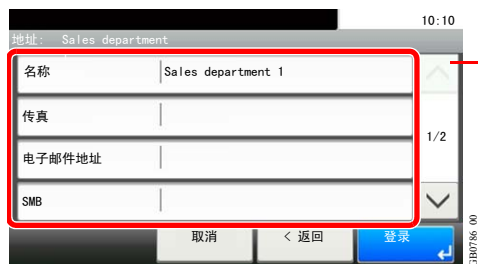 10:10
地址: Sales department
名称 Sales department 1
传真
电子邮件地址
1/2
SMB
取消 < 返回 登录
GB0786_00